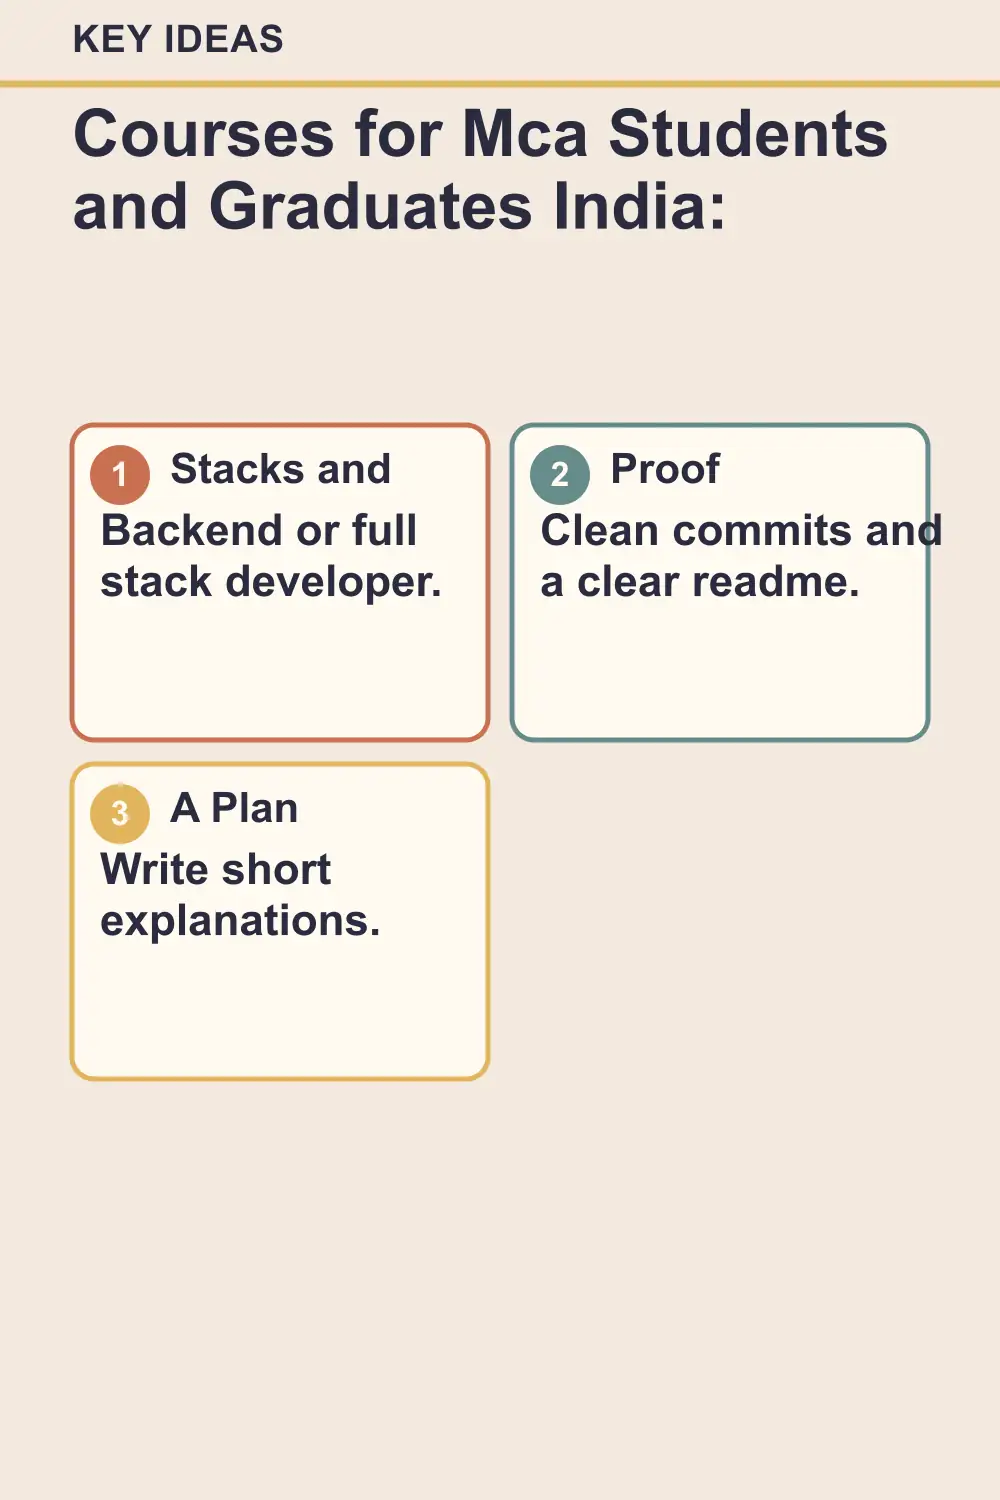 KEY IDEAS
Courses for Mca Students
and Graduates India:
1
Stacks and
Backend or full
stack developer.
2
Proof
Clean commits and
a clear readme.
3
A Plan
Write short
explanations.